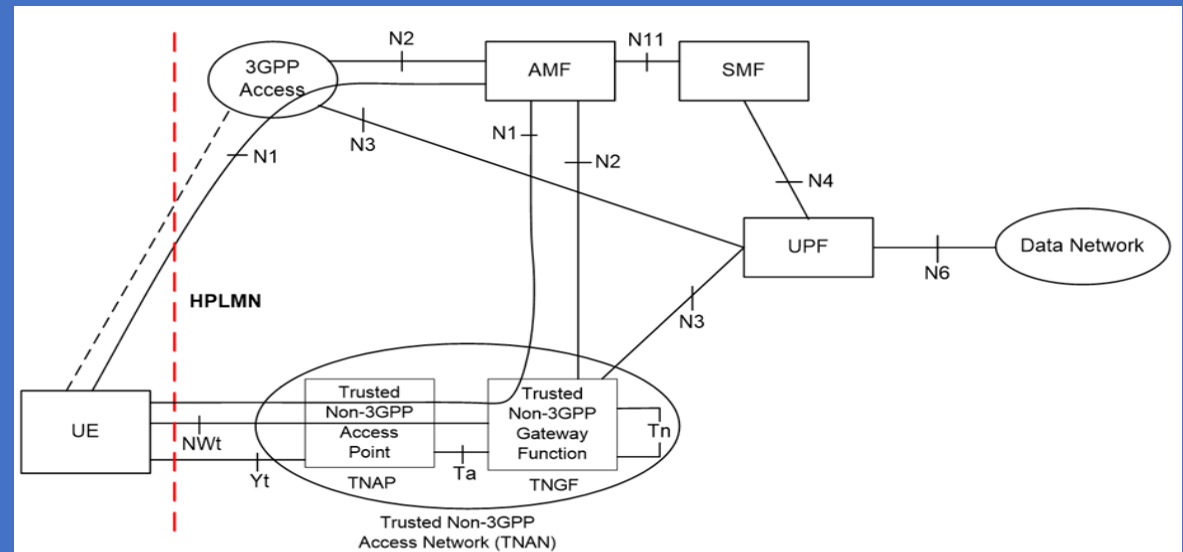 N2
N11
3GPP
Access
AMF
SMF
N1
N3
N1
N2
N4
UPF
Data Network
N6
HPLMN
N3
Trusted
Non-3GPP
Access
Point
Trusted
Non-3GPP
Gateway
Function
UE
NWt
Tn
Yt
Ta
TNAP
TNGF
Trusted Non-3GPP
Access Network (TNAN)